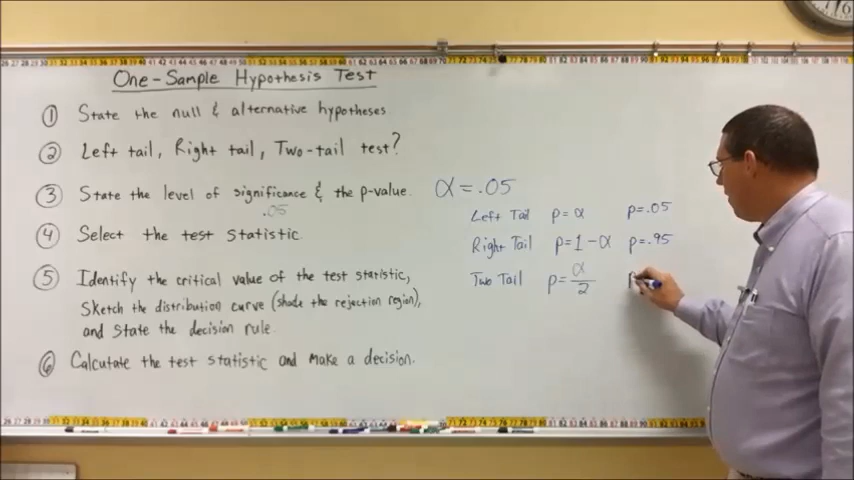 One-Sample Hypothesis Test
① State the null & alternative hypotheses
② Left tail, Right tail, Two-tail test?
③ State the level of significance & the p-value.
.05
④ Select the test statistic.
⑤ Identify the critical value of the test statistic,
Sketch the distribution curve (shade the rejection region),
and state the decision rule.
⑥ Calculate the test statistic and make a decision.
α = .05
Left Tail p = α p = .05
Right Tail p = 1 - α p = .95
Two Tail p = α/2 p